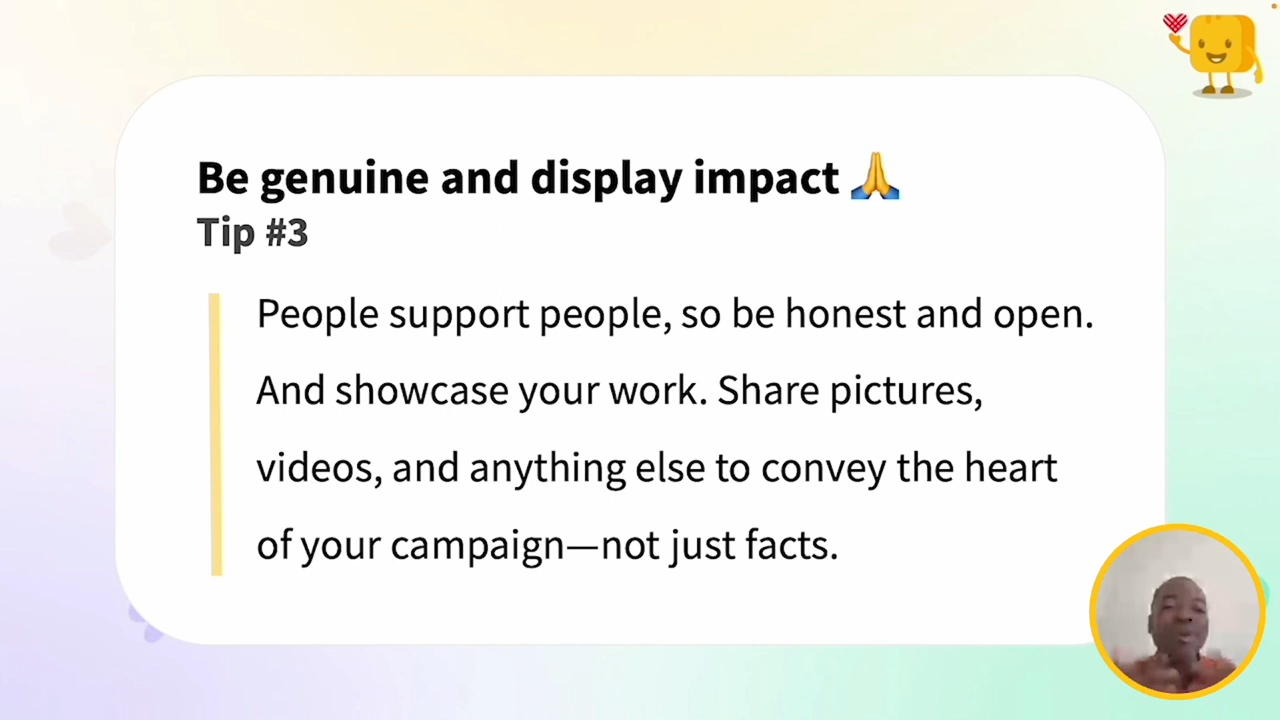 Be genuine and display impact 🙏
Tip #3
People support people, so be honest and open.
And showcase your work. Share pictures,
videos, and anything else to convey the heart
of your campaign—not just facts.